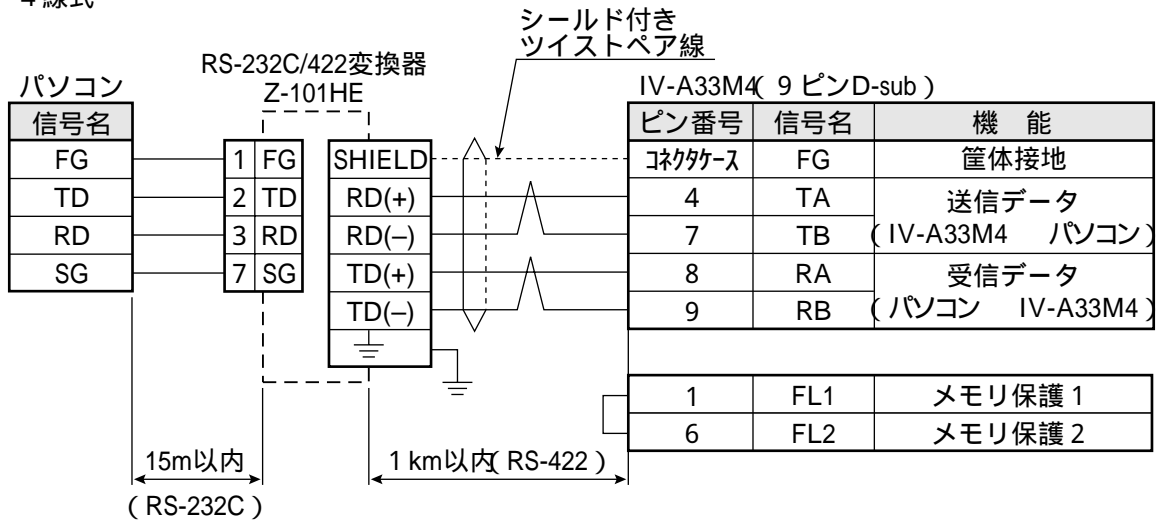 4線式
シールド付き
ツイストペア線
RS-232C/422変換器
Z-101HE
パソコン
信号名
FG
TD
RD
SG
1 FG
2 TD
3 RD
7 SG
SHIELD
RD(+)
RD(–)
TD(+)
TD(–)
IV-A33M4(9ピンD-sub)
ピン番号 信号名 機 能
コネクタケース FG 筐体接地
4 TA 送信データ
7 TB (IV-A33M4 パソコン)
8 RA 受信データ
9 RB (パソコン IV-A33M4)
1 FL1 メモリ保護1
6 FL2 メモリ保護2
15m以内
(RS-232C)
1km以内(RS-422)